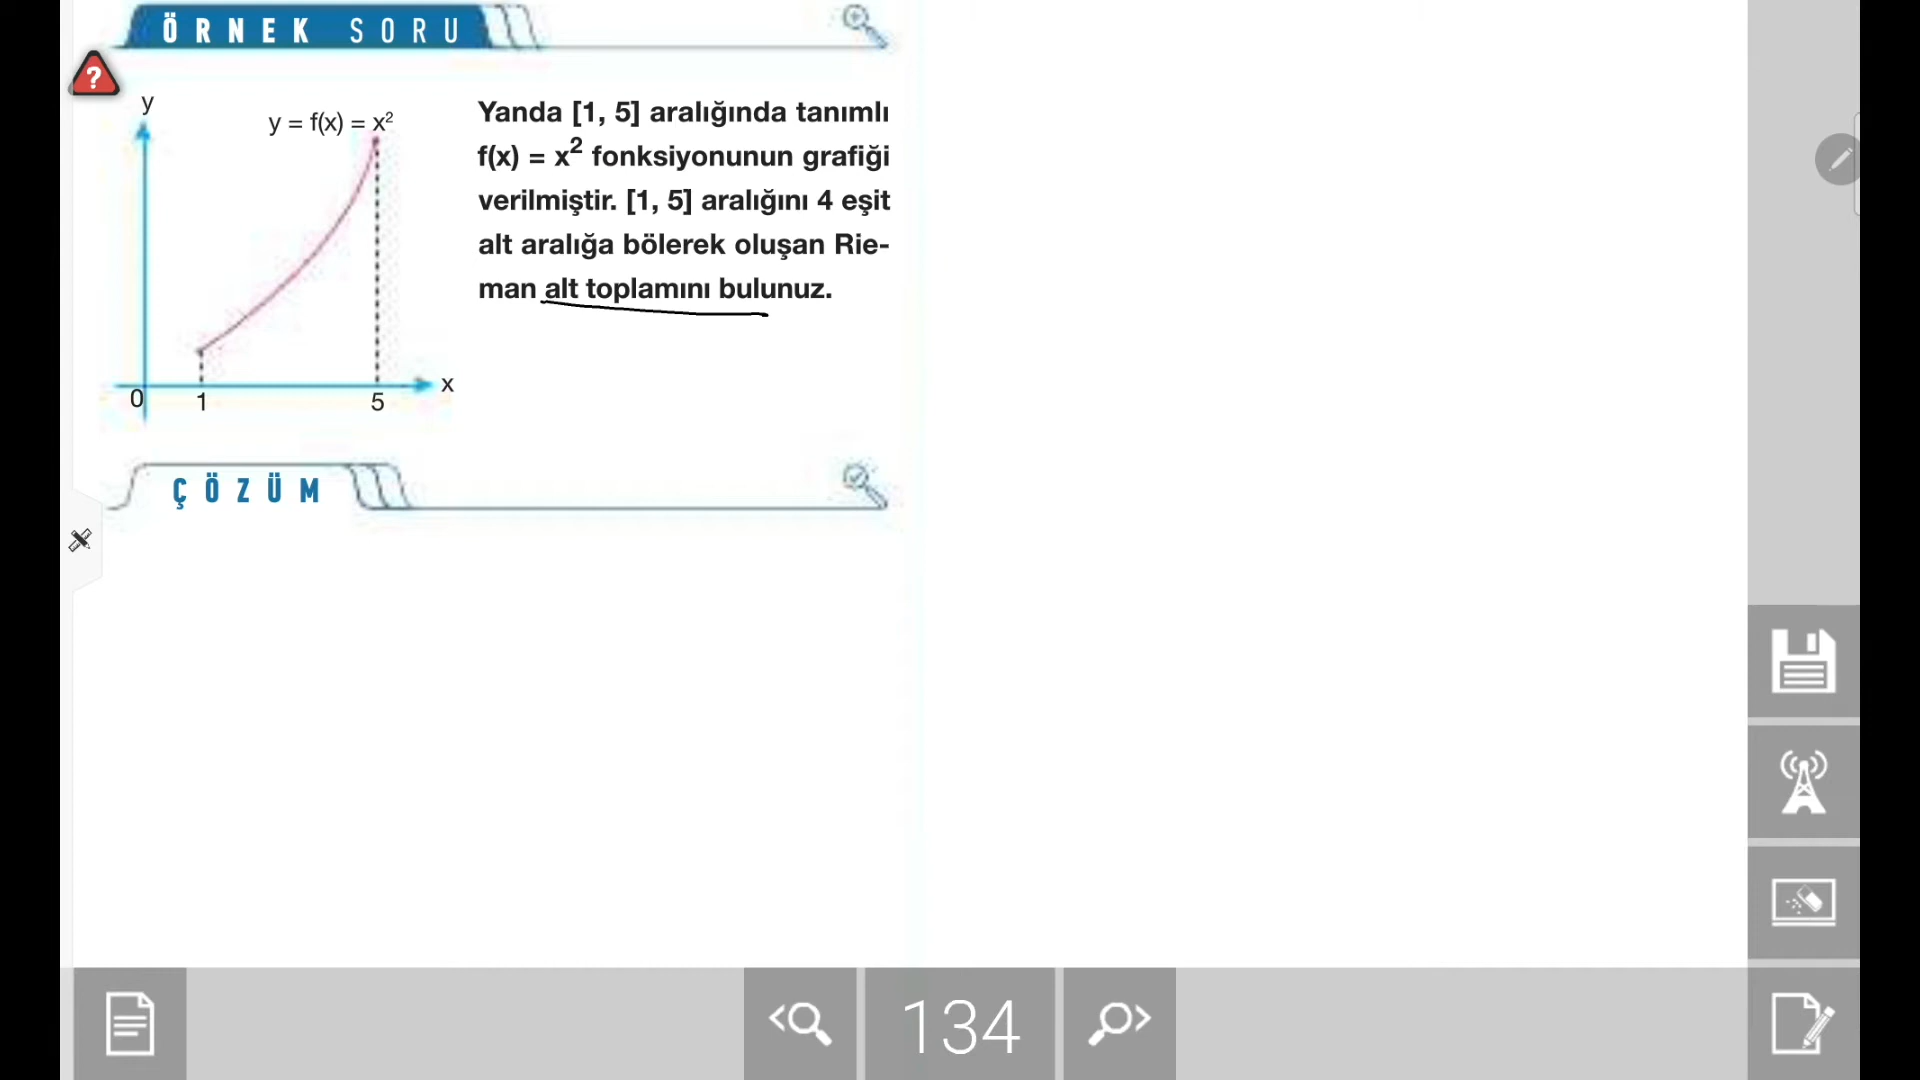 ÖRNEK SORU
?
y
y = f(x) = x²
0
1
5
x
Yanda [1, 5] aralığında tanımlı
f(x) = x² fonksiyonunun grafiği
verilmiştir. [1, 5] aralığını 4 eşit
alt aralığa bölerek oluşan Rie-
man alt toplamını bulunuz.
ÇÖZÜM
134